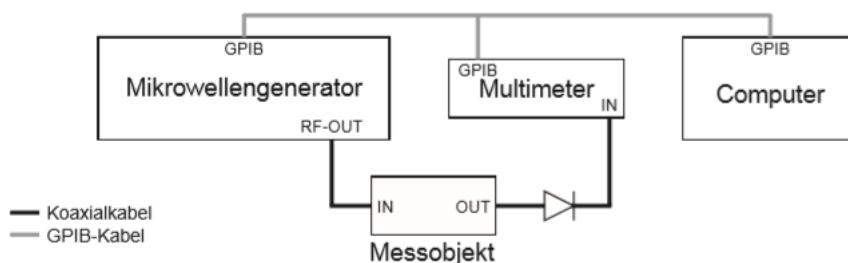 GPIB
Mikrowellengenerator
RF-OUT
GPIB
Multimeter
IN
GPIB
Computer
IN
OUT
Messobjekt
Koaxialkabel
GPIB-Kabel